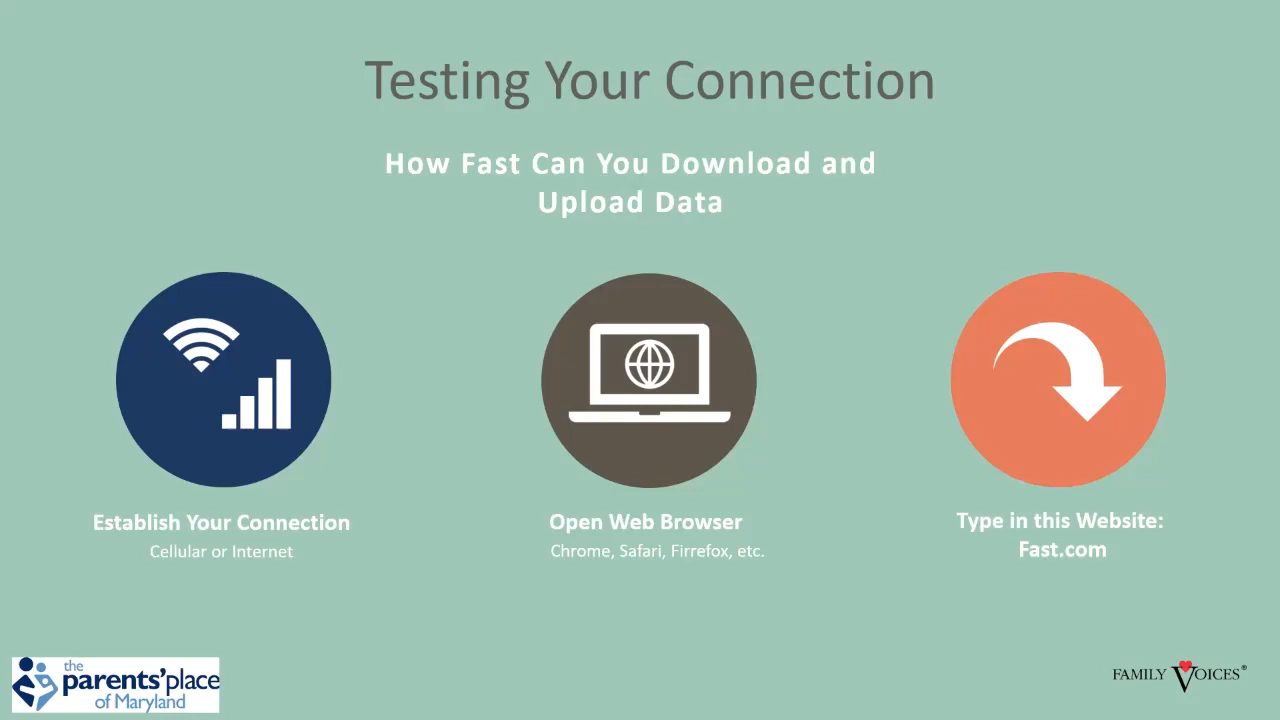 Testing Your Connection
How Fast Can You Download and
Upload Data
Establish Your Connection
Cellular or Internet
Open Web Browser
Chrome, Safari, Firrefox, etc.
Type in this Website:
Fast.com
the
parents'place
of Maryland
FAMILY VOICES®